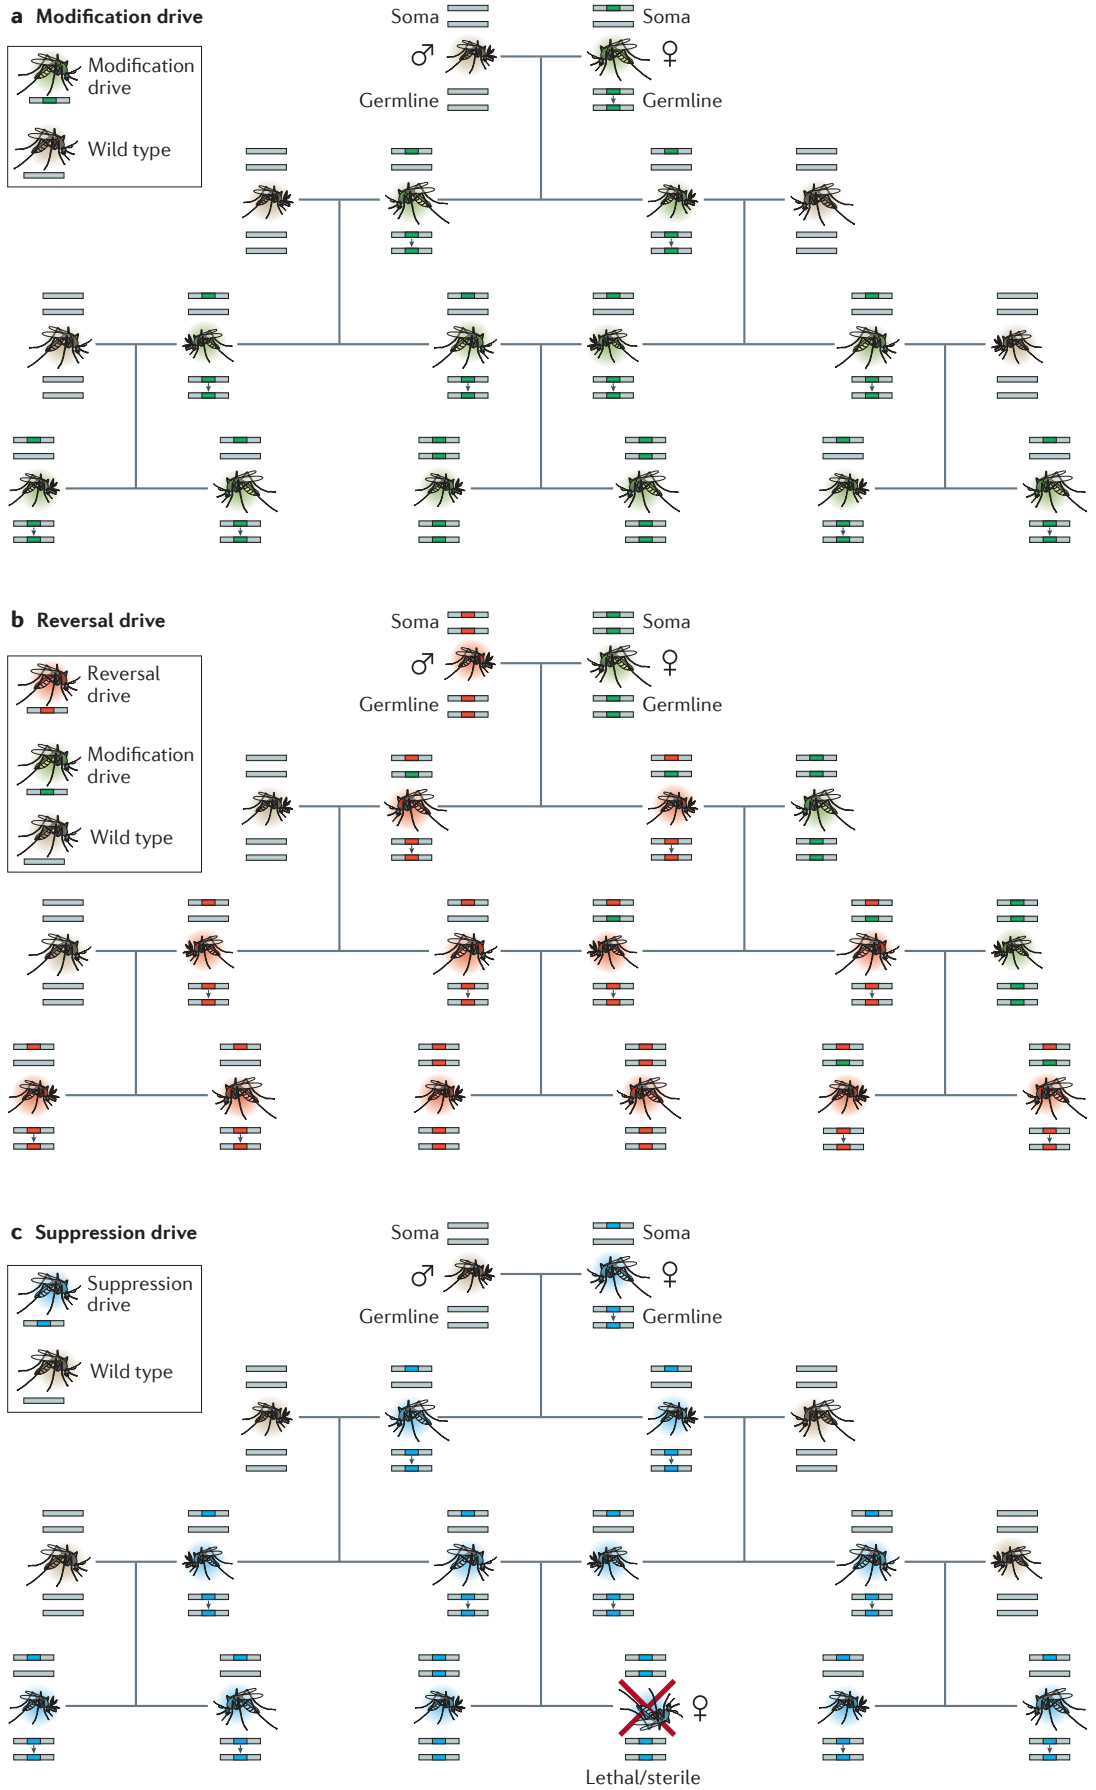 a Modification drive
Soma
Soma
♂
♀
Germline
Germline
Modification
drive
Wild type
b Reversal drive
Soma
Soma
♂
♀
Germline
Germline
Reversal
drive
Modification
drive
Wild type
c Suppression drive
Soma
Soma
♂
♀
Germline
Germline
Suppression
drive
Wild type
♀
Lethal/sterile